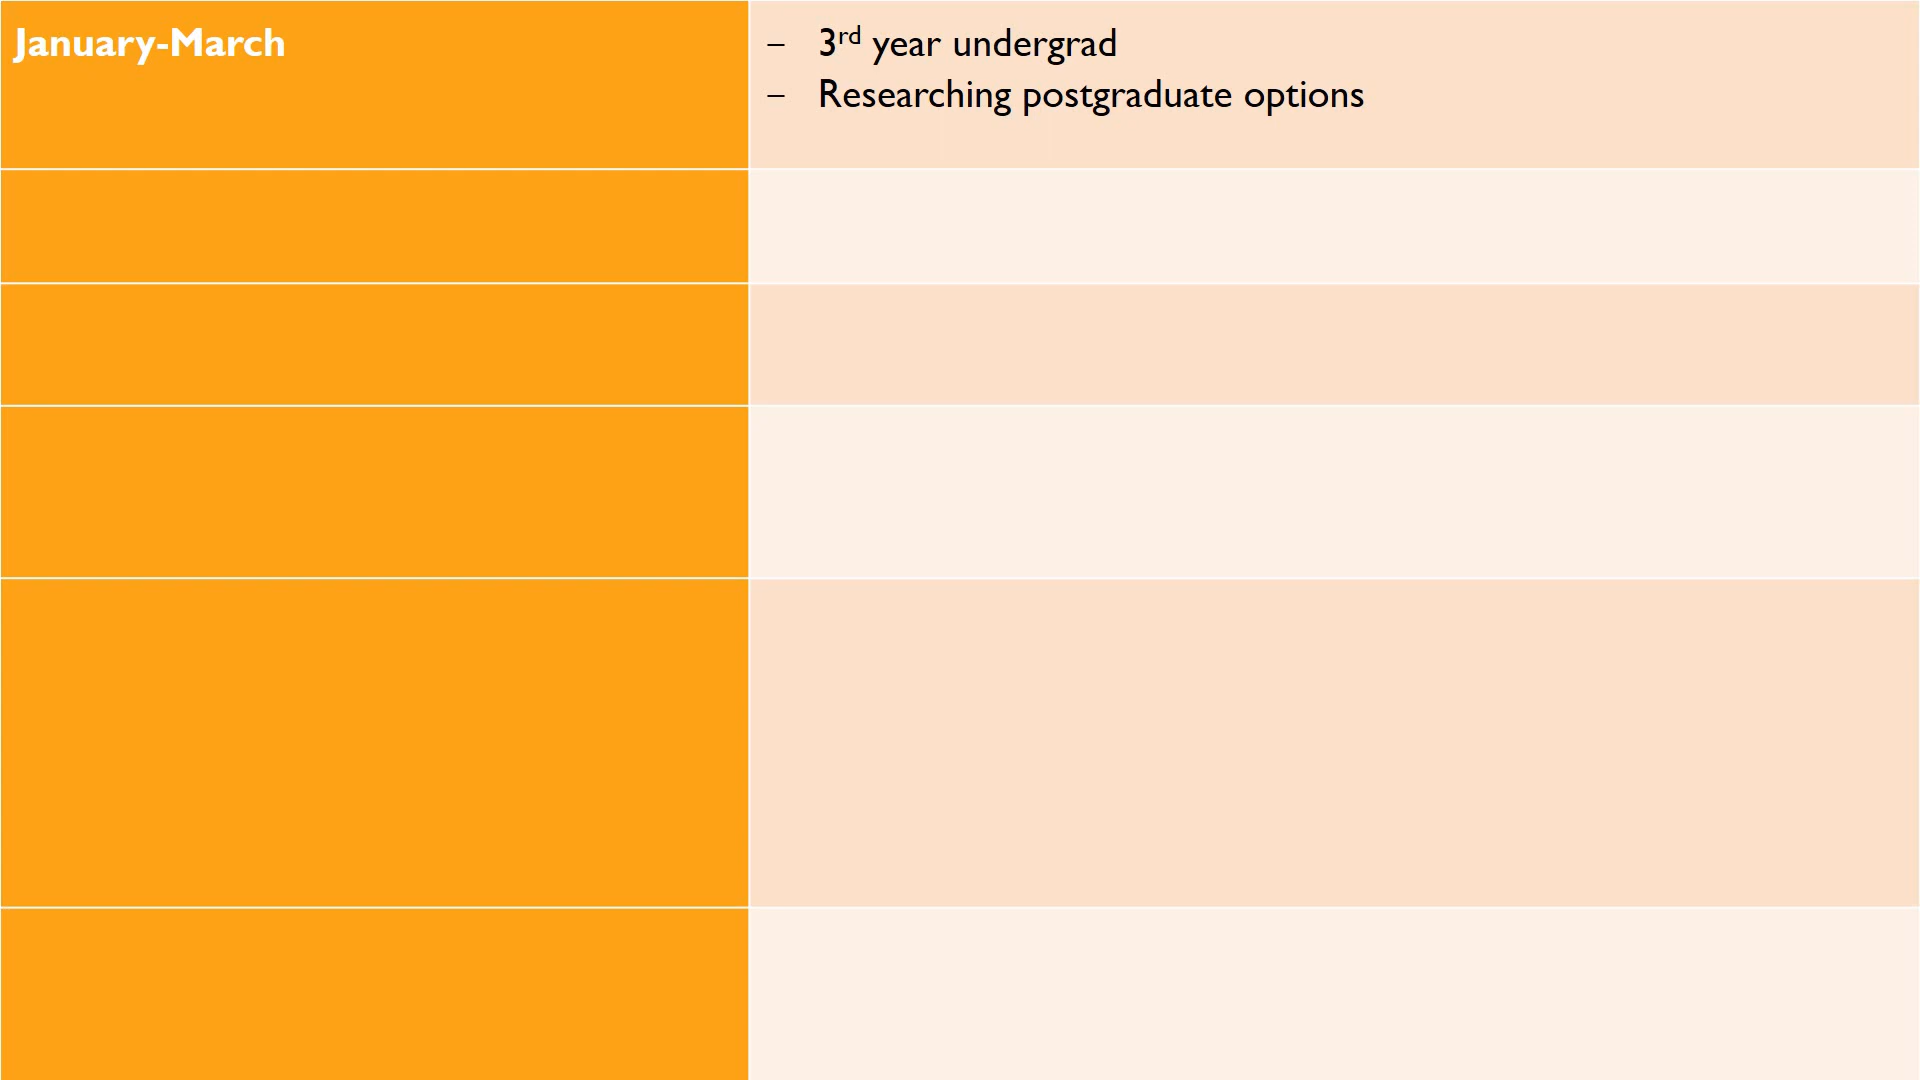 January-March
– 3rd year undergrad
– Researching postgraduate options